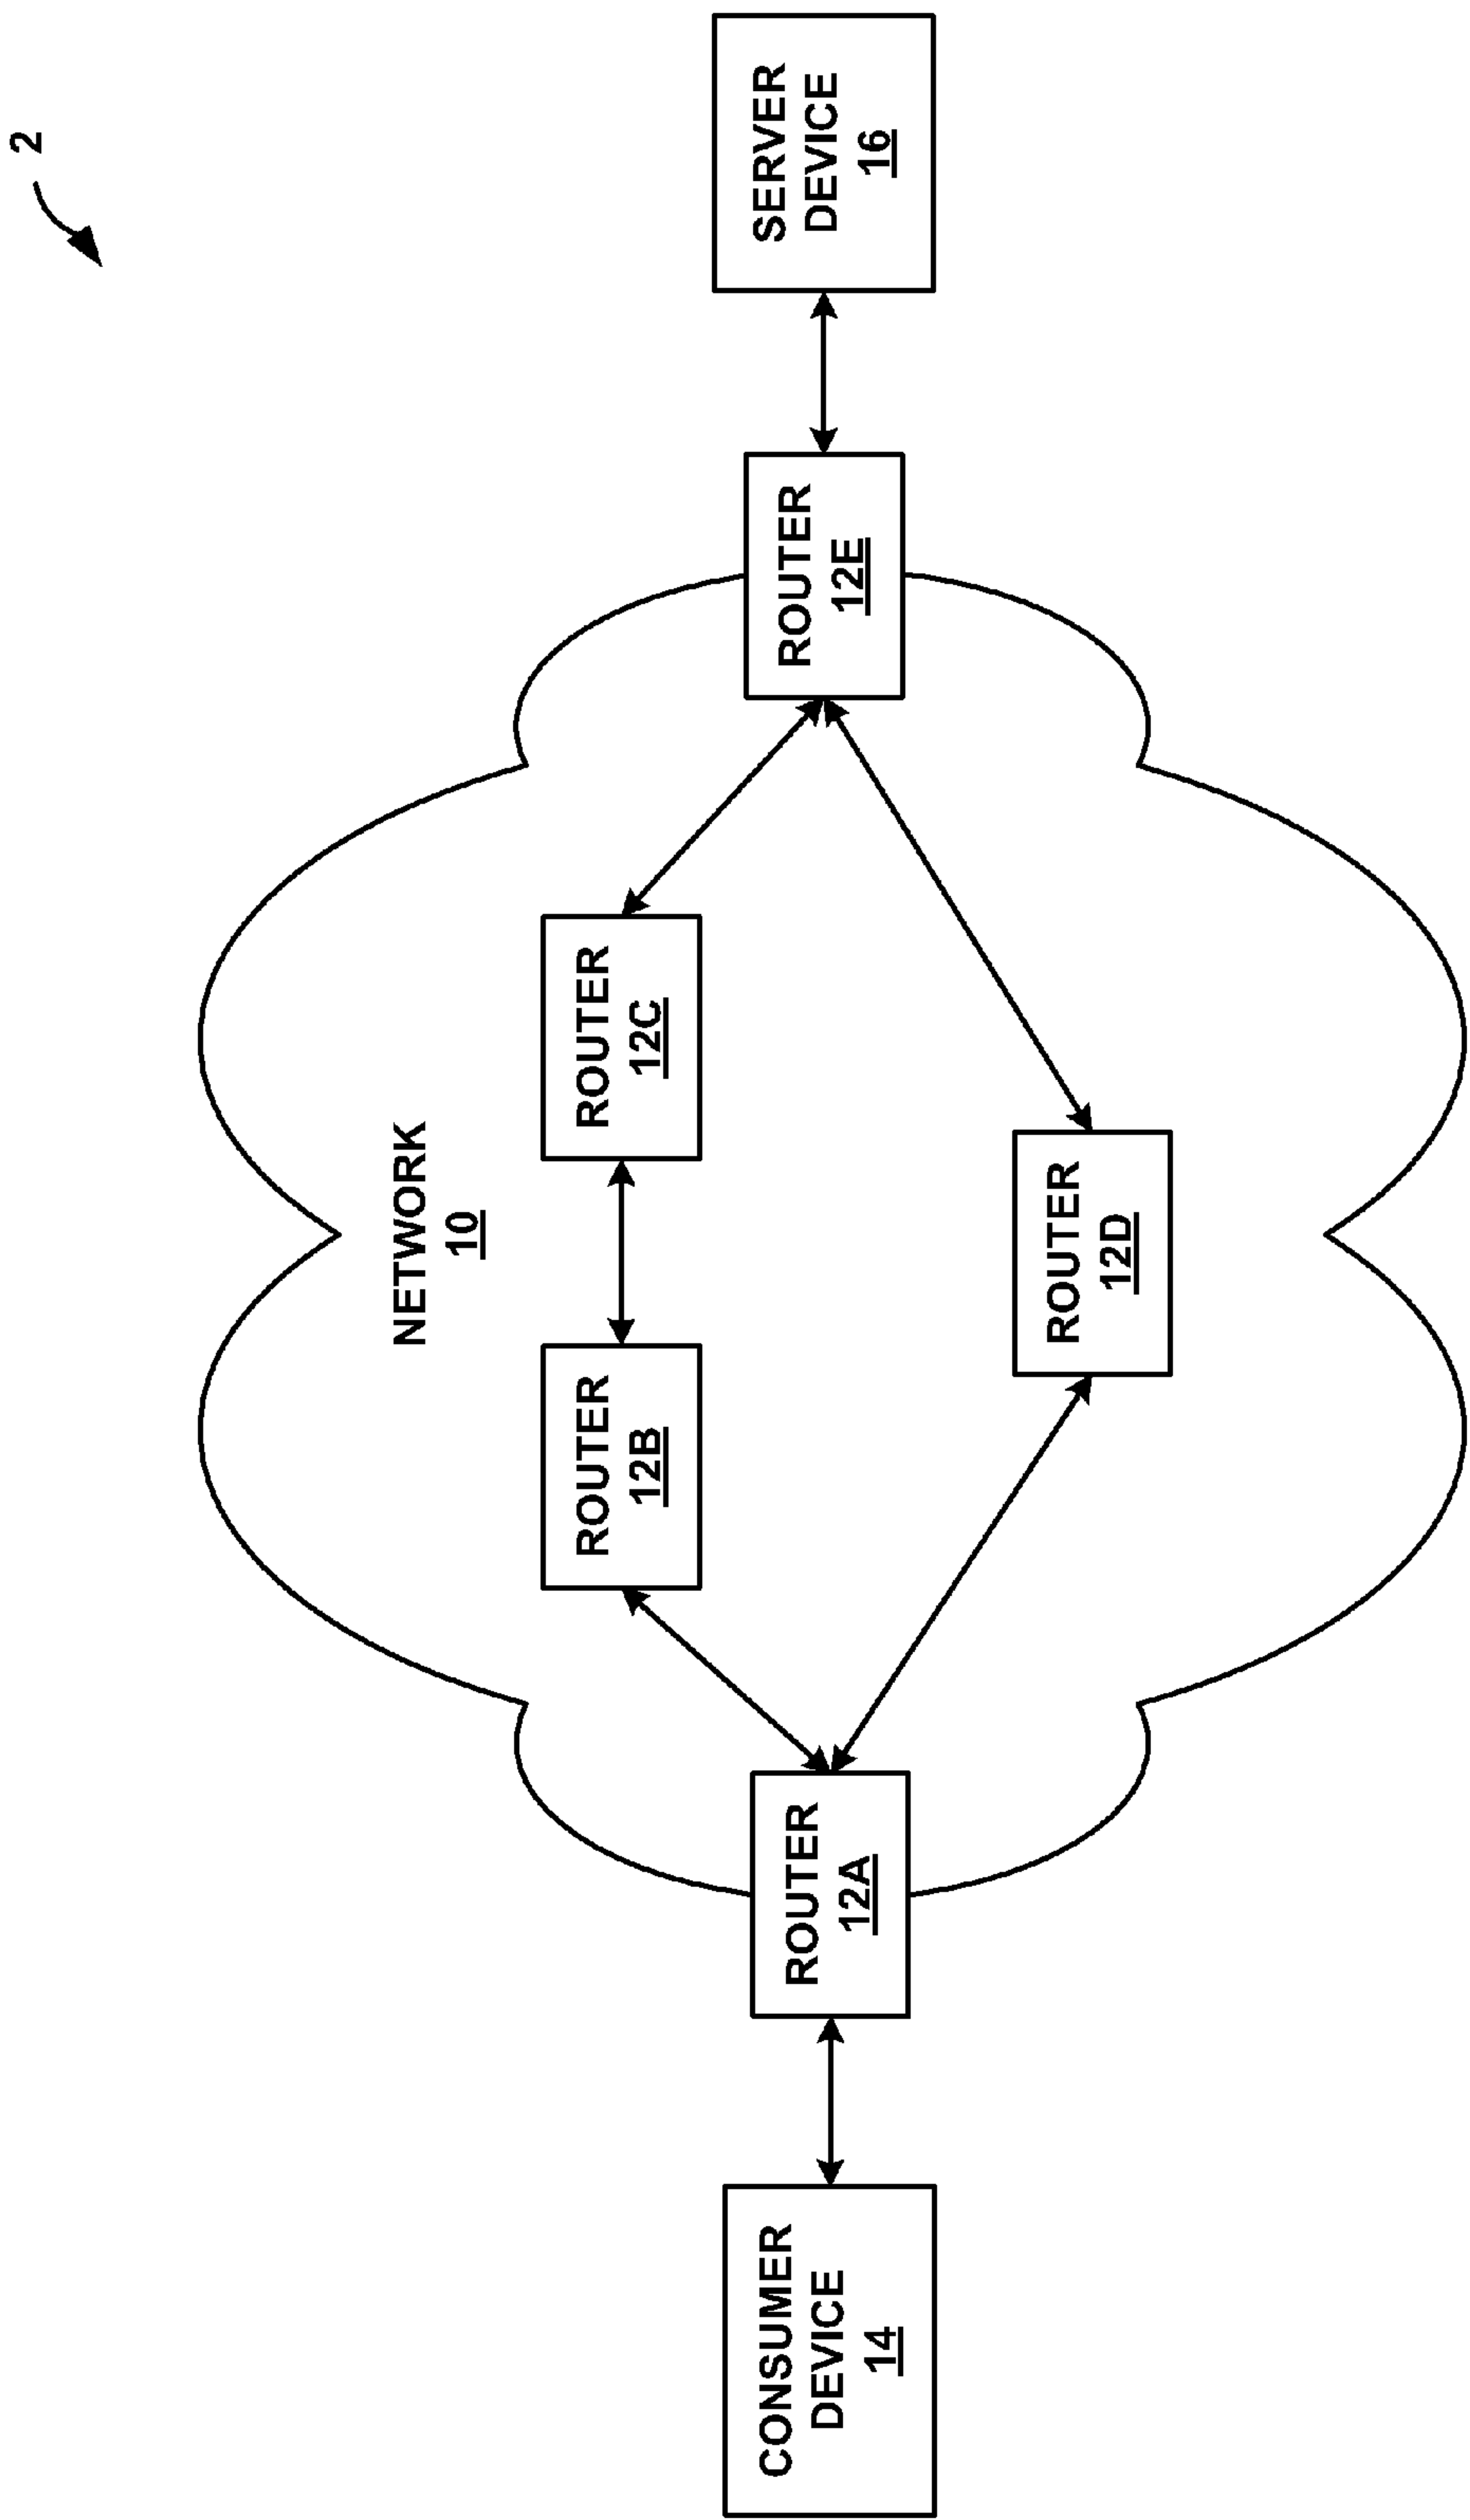 2
NETWORK
10
CONSUMER
DEVICE
14
ROUTER
12A
ROUTER
12B
ROUTER
12C
ROUTER
12D
ROUTER
12E
SERVER
DEVICE
16